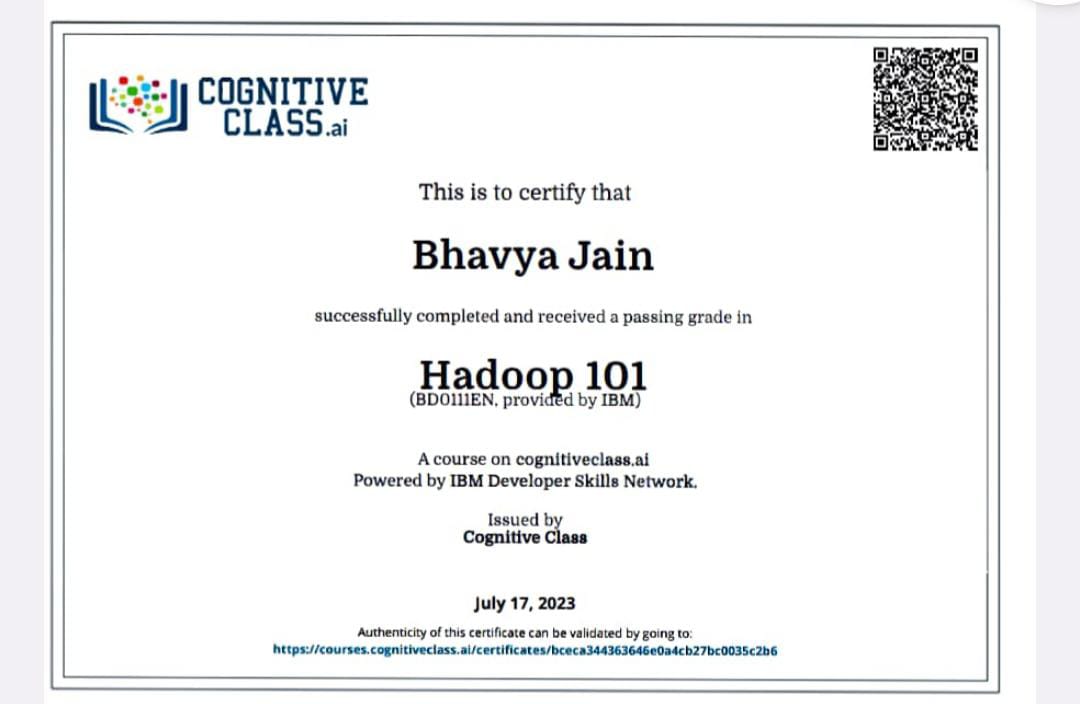 COGNITIVE
CLASS.ai
This is to certify that
Bhavya Jain
successfully completed and received a passing grade in
Hadoop 101
(BD0111EN, provided by IBM)
A course on cognitiveclass.ai
Powered by IBM Developer Skills Network.
Issued by
Cognitive Class
July 17, 2023
Authenticity of this certificate can be validated by going to:
https://courses.cognitiveclass.ai/certificates/bceca344363646e0a4cb27bc0035c2b6